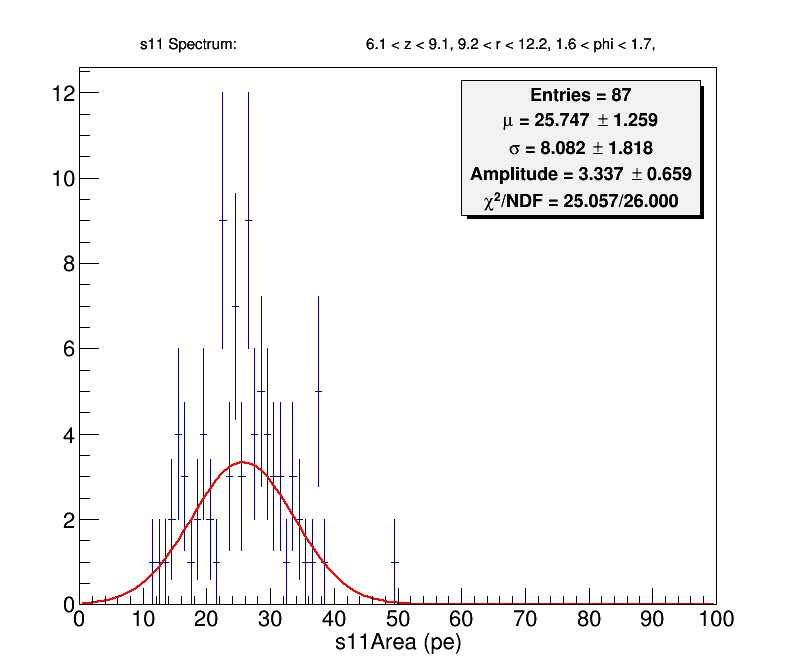 s11 Spectrum: 6.1 < z < 9.1, 9.2 < r < 12.2, 1.6 < phi < 1.7,
Entries = 87
μ = 25.747 ± 1.259
σ = 8.082 ± 1.818
Amplitude = 3.337 ± 0.659
χ²/NDF = 25.057/26.000
12
10
8
6
4
2
0
0 10 20 30 40 50 60 70 80 90 100
s11Area (pe)